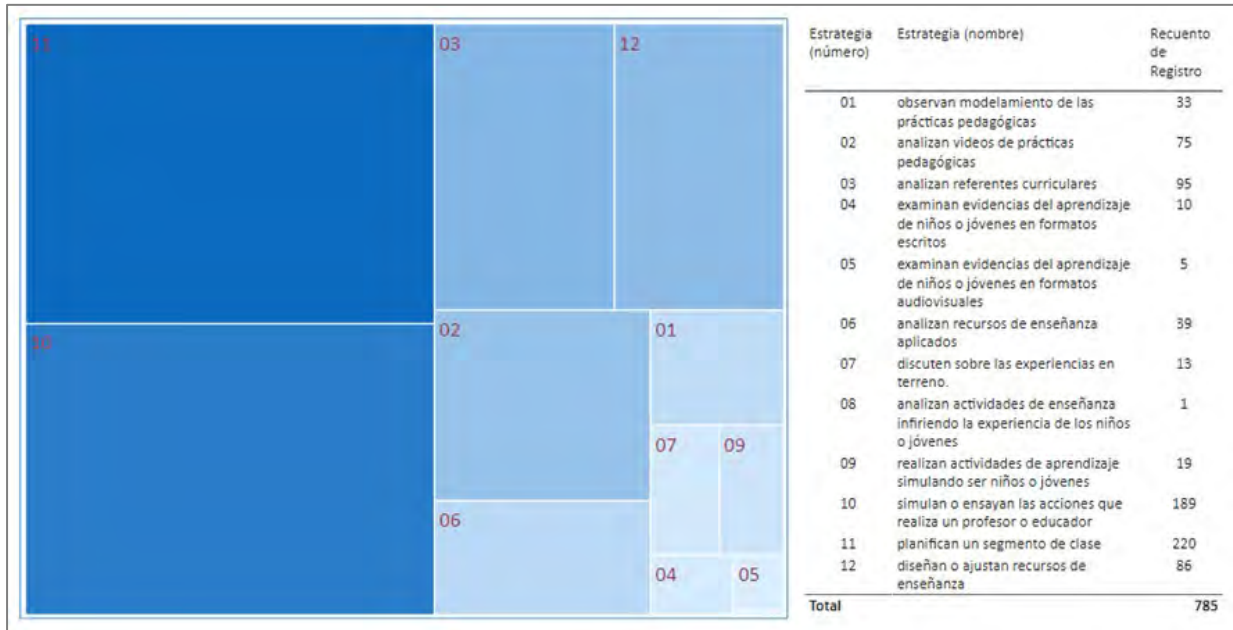 11
03
12
10
02
01
07
09
06
04
05
Estrategia Estrategia (nombre) Recuento
(número) de
Registro
01 observan modelamiento de las 33
prácticas pedagógicas
02 analizan videos de prácticas 75
pedagógicas
03 analizan referentes curriculares 95
04 examinan evidencias del aprendizaje 10
de niños o jóvenes en formatos
escritos
05 examinan evidencias del aprendizaje 5
de niños o jóvenes en formatos
audiovisuales
06 analizan recursos de enseñanza 39
aplicados
07 discuten sobre las experiencias en 13
terreno.
08 analizan actividades de enseñanza 1
infiriendo la experiencia de los niños
o jóvenes
09 realizan actividades de aprendizaje 19
simulando ser niños o jóvenes
10 simulan o ensayan las acciones que 189
realiza un profesor o educador
11 planifican un segmento de clase 220
12 diseñan o ajustan recursos de 86
enseñanza
Total 785